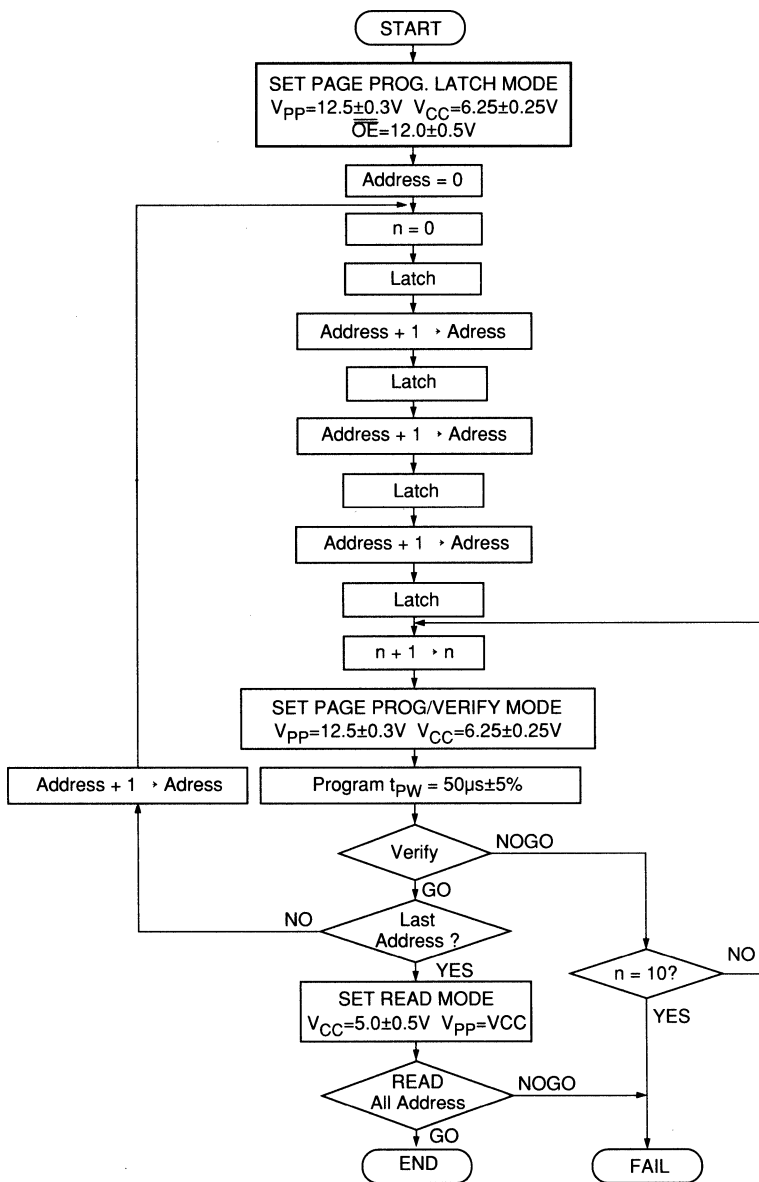 START
SET PAGE PROG. LATCH MODE
VPP=12.5±0.3V VCC=6.25±0.25V
OE=12.0±0.5V
Address = 0
n = 0
Latch
Address + 1 → Adress
Latch
Address + 1 → Adress
Latch
Address + 1 → Adress
Latch
n + 1 → n
SET PAGE PROG/VERIFY MODE
VPP=12.5±0.3V VCC=6.25±0.25V
Address + 1 → Adress
Program tPW = 50µs±5%
Verify
NOGO
GO
NO
Last
Address ?
YES
n = 10?
NO
YES
SET READ MODE
VCC=5.0±0.5V VPP=VCC
READ
All Address
NOGO
GO
END
FAIL